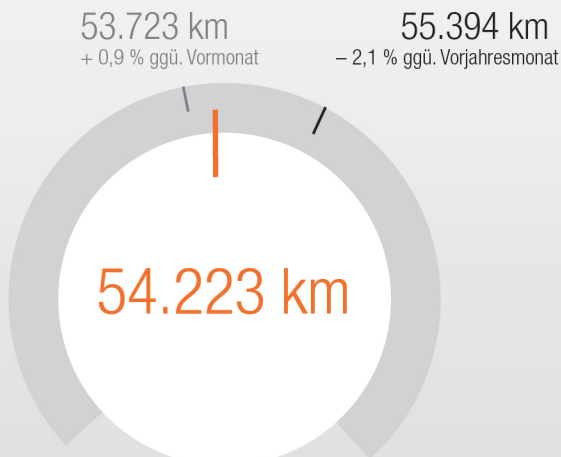 53.723 km
+ 0,9 % ggü. Vormonat
55.394 km
– 2,1 % ggü. Vorjahresmonat
54.223 km